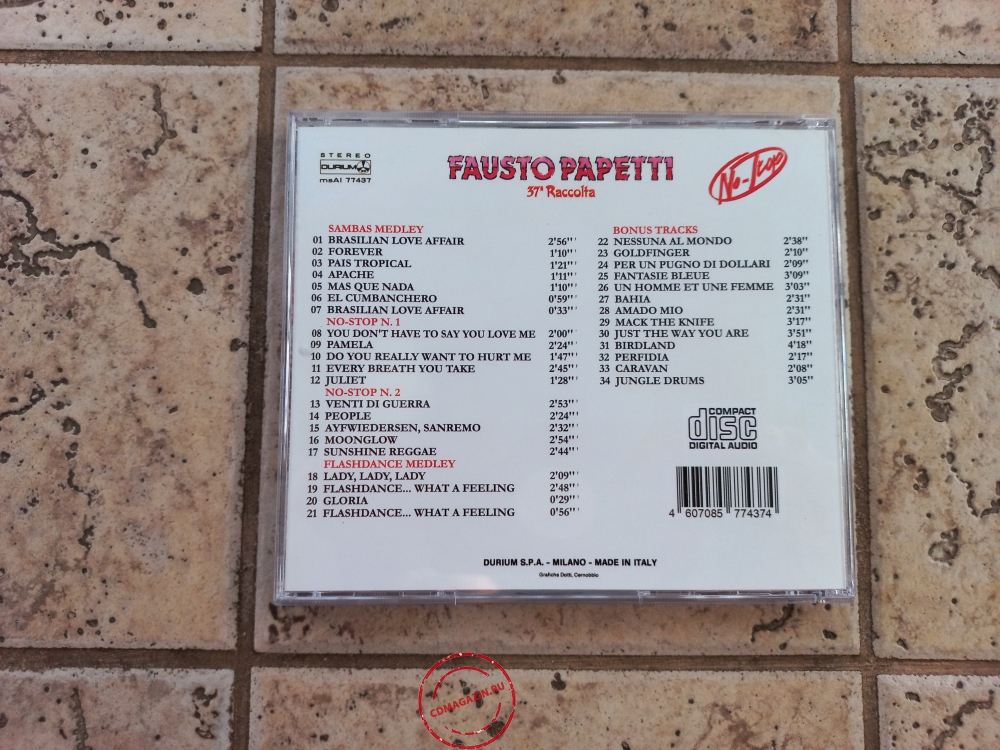 STEREO
DURIUM
msAI 77437
FAUSTO PAPETTI
37ª Raccolta
No-Stop
SAMBAS MEDLEY
01 BRASILIAN LOVE AFFAIR 2'56''
02 FOREVER 1'10''
03 PAIS TROPICAL 1'21''
04 APACHE 1'11''
05 MAS QUE NADA 1'10''
06 EL CUMBANCHERO 0'59''
07 BRASILIAN LOVE AFFAIR 0'33''
NO-STOP N. 1
08 YOU DON'T HAVE TO SAY YOU LOVE ME 2'00''
09 PAMELA 2'24''
10 DO YOU REALLY WANT TO HURT ME 1'47''
11 EVERY BREATH YOU TAKE 2'45''
12 JULIET 1'28''
NO-STOP N. 2
13 VENTI DI GUERRA 2'53''
14 PEOPLE 2'24''
15 AYFWIEDERSEN, SANREMO 2'32''
16 MOONGLOW 2'54''
17 SUNSHINE REGGAE 2'44''
FLASHDANCE MEDLEY
18 LADY, LADY, LADY 2'09''
19 FLASHDANCE... WHAT A FEELING 2'48''
20 GLORIA 0'29''
21 FLASHDANCE... WHAT A FEELING 0'56''
BONUS TRACKS
22 NESSUNA AL MONDO 2'38''
23 GOLDFINGER 2'10''
24 PER UN PUGNO DI DOLLARI 2'09''
25 FANTASIE BLEUE 3'09''
26 UN HOMME ET UNE FEMME 3'03''
27 BAHIA 2'31''
28 AMADO MIO 2'31''
29 MACK THE KNIFE 3'17''
30 JUST THE WAY YOU ARE 3'51''
31 BIRDLAND 4'18''
32 PERFIDIA 2'17''
33 CARAVAN 2'08''
34 JUNGLE DRUMS 3'05''
COMPACT
disc
DIGITAL AUDIO
4 607085 774374
DURIUM S.P.A. - MILANO - MADE IN ITALY
Grafiche Dotti, Cernobbio
CDMAGAZIN.RU